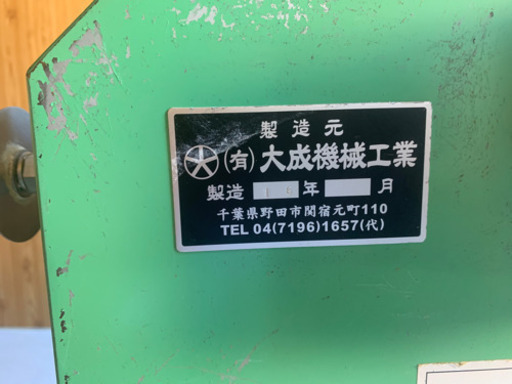 製造元
(有)大成機械工業
製造 年 月
千葉県野田市関宿元町110
TEL 04(7196)1657(代)